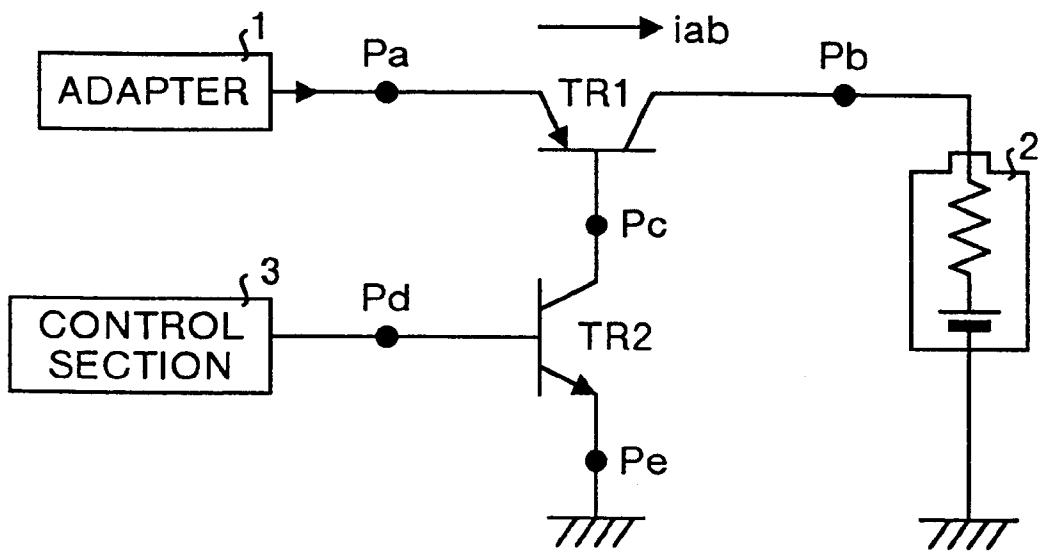 1
iab
Pa
Pb
ADAPTER
TR1
2
Pc
3
Pd
CONTROL
SECTION
TR2
Pe